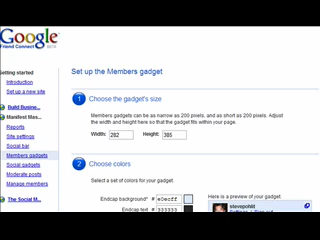 Google
Friend Connect BETA
Getting started
Introduction
Set up a new site
Build Busine...
Manifest Mas...
Reports
Site settings
Social bar
Members gadgets
Social gadgets
Moderate posts
Manage members
The Social M...
Set up the Members gadget
1 Choose the gadget's size
Members gadgets can be as narrow as 200 pixels, and as short as 200 pixels. Adjust
the width and height here so that the gadget fits within your page.
Width: 282 Height: 385
2 Choose colors
Select a set of colors for your gadget.
Endcap background* # e0ecff
Endcap text # 333333
Here is a preview of your gadget.
stevepohlit